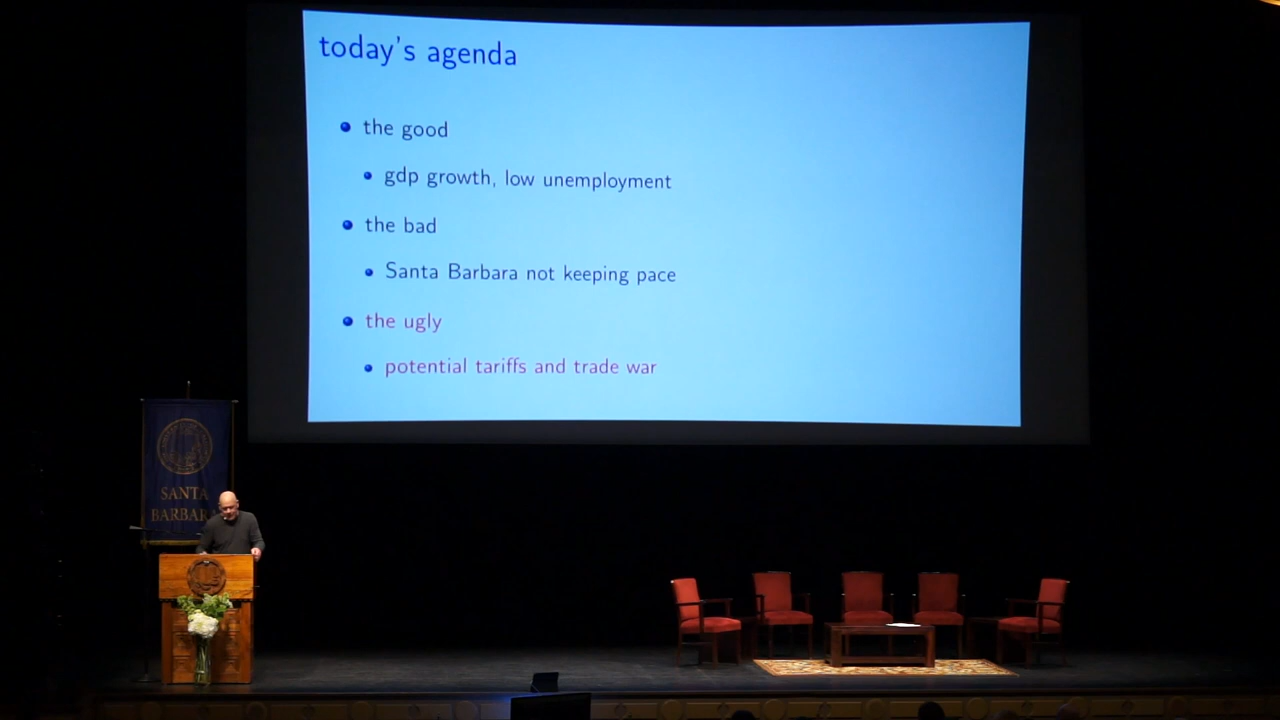 today's agenda
the good
gdp growth, low unemployment
the bad
Santa Barbara not keeping pace
the ugly
potential tariffs and trade war
SANTA
BARBARA